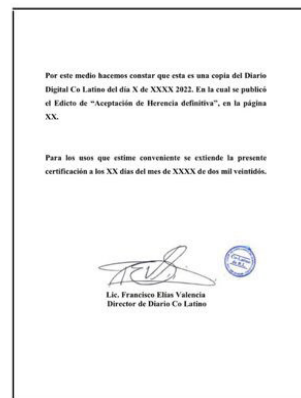 Por este medio hacemos constar que esta es una copia del Diario
Digital Co Latino del día X de XXXX 2022. En la cual se publicó
el Edicto de “Aceptación de Herencia definitiva”, en la página
XX.
Para los usos que estime conveniente se extiende la presente
certificación a los XX días del mes de XXXX de dos mil veintidós.
Lic. Francisco Elías Valencia
Director de Diario Co Latino